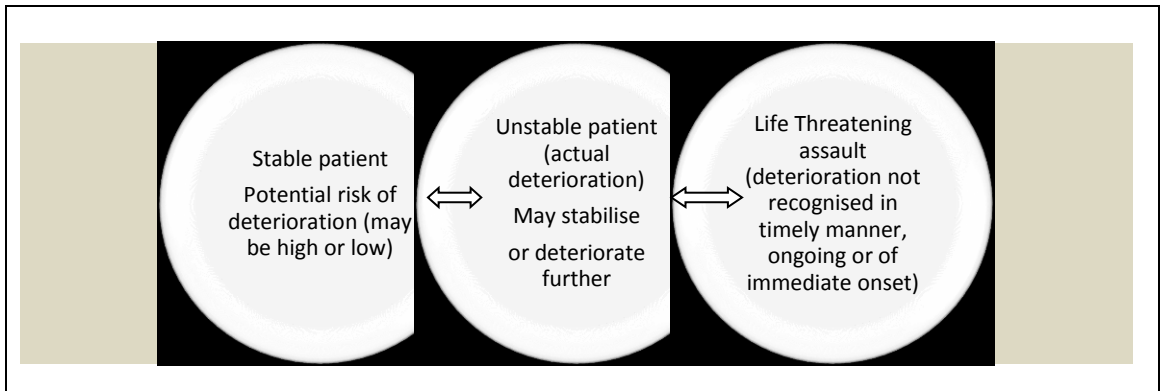 Stable patient
Potential risk of
deterioration (may
be high or low)
Unstable patient
(actual
deterioration)
May stabilise
or deteriorate
further
Life Threatening
assault
(deterioration not
recognised in
timely manner,
ongoing or of
immediate onset)